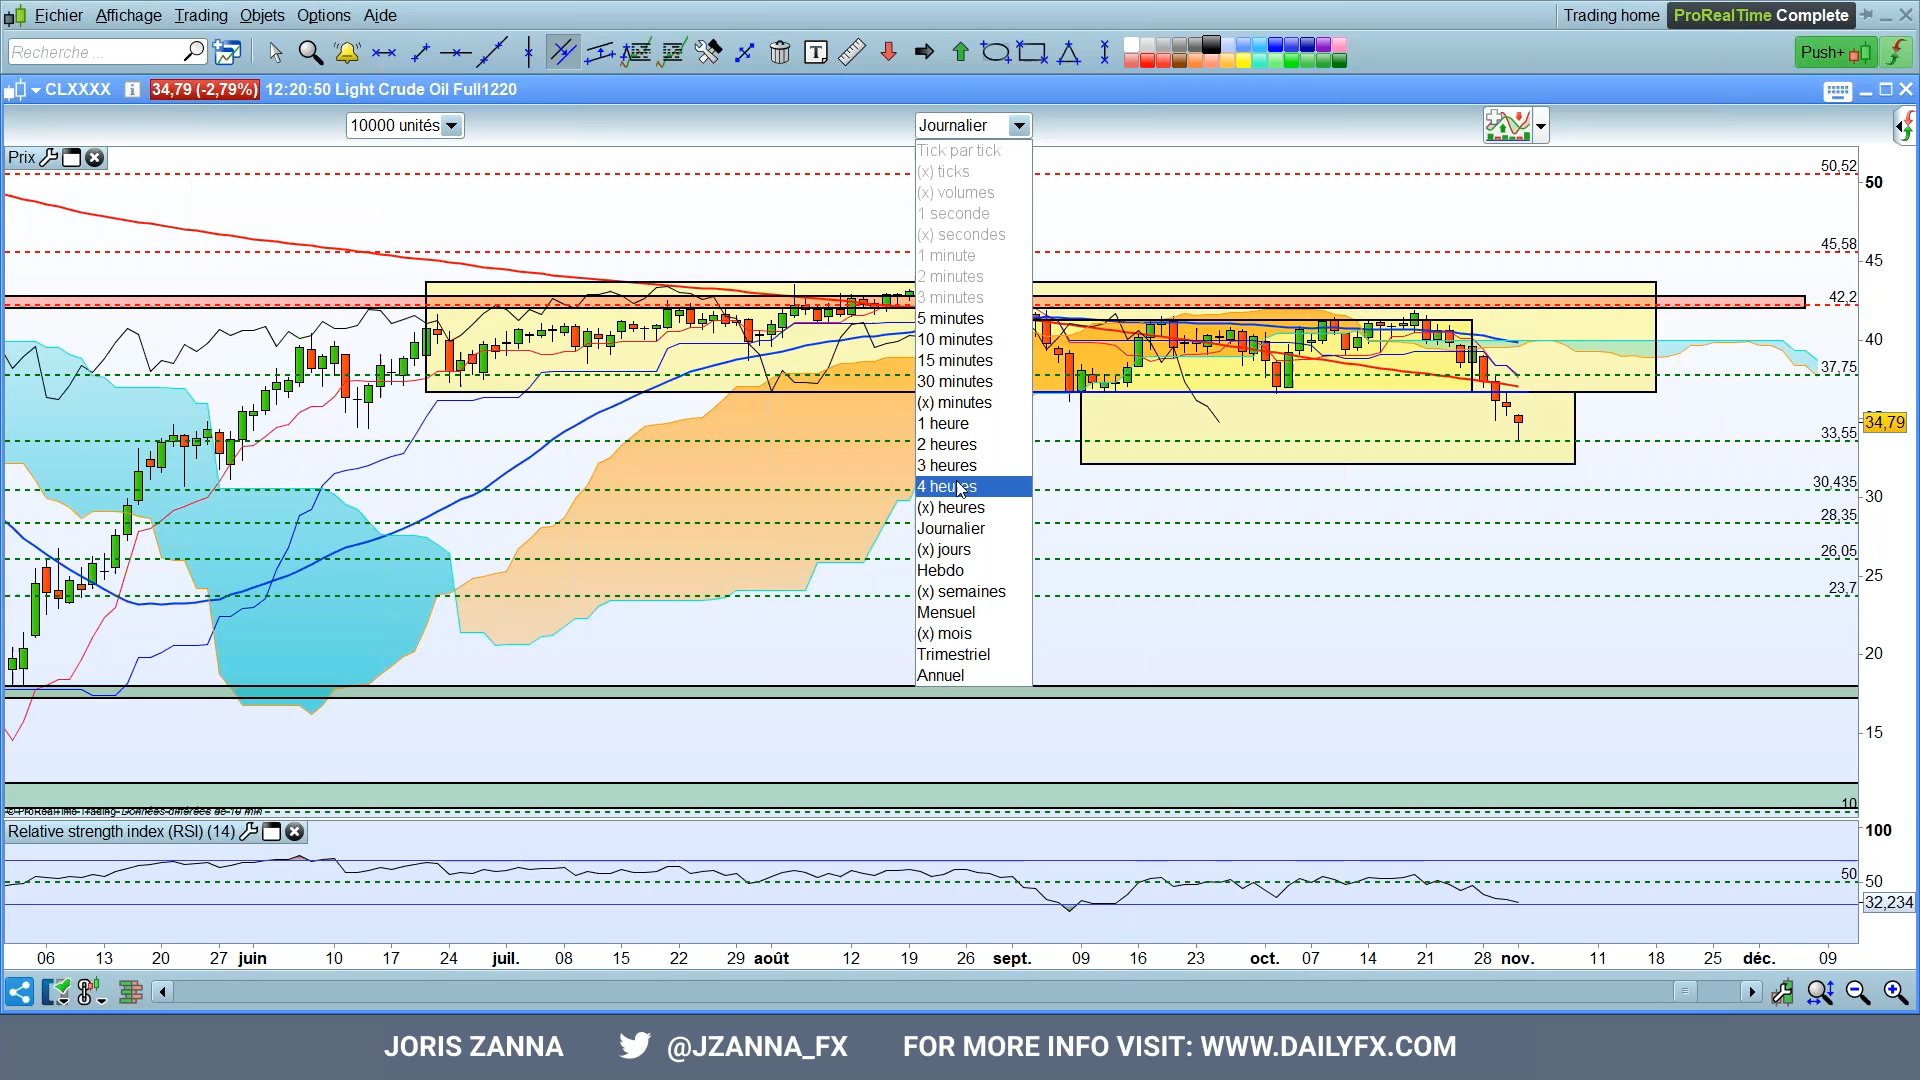 Fichier Affichage Trading Objets Options Aide
Trading home ProRealTime Complete
Recherche ...
T
Push+
CLXXXX i 34,79 (-2,79%) 12:20:50 Light Crude Oil Full1220
10000 unités
Journalier
Prix
Tick par tick
(x) ticks
(x) volumes
1 seconde
(x) secondes
1 minute
2 minutes
3 minutes
5 minutes
10 minutes
15 minutes
30 minutes
(x) minutes
1 heure
2 heures
3 heures
4 heures
(x) heures
Journalier
(x) jours
Hebdo
(x) semaines
Mensuel
(x) mois
Trimestriel
Annuel
50,52
50
45,58
45
42,2
40
37,75
34,79
33,55
30,435
30
28,35
26,05
25
23,7
20
15
10
© ProRealTime Trading Données différées de 10 min
Relative strength index (RSI) (14)
100
50
50
32,234
06 13 20 27 juin 10 17 24 juil. 08 15 22 29 août 12 19 26 sept. 09 16 23 oct. 07 14 21 28 nov. 11 18 25 déc. 09
JORIS ZANNA @JZANNA_FX FOR MORE INFO VISIT: WWW.DAILYFX.COM